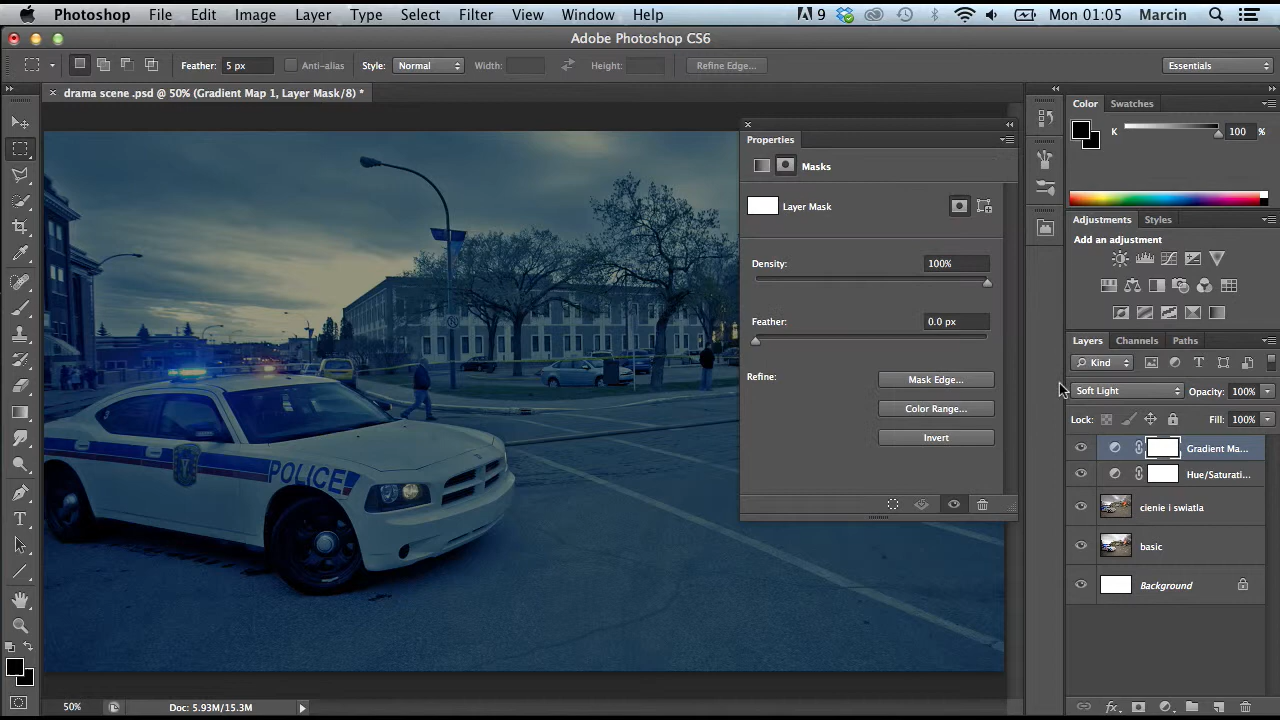 Photoshop File Edit Image Layer Type Select Filter View Window Help 9 Mon 01:05 Marcin
Adobe Photoshop CS6
Feather: 5 px Anti-alias Style: Normal Width: Height: Refine Edge... Essentials
drama scene .psd @ 50% (Gradient Map 1, Layer Mask/8) *
Color Swatches
K 100 %
Properties
Masks
Layer Mask
Density: 100%
Feather: 0.0 px
Refine:
Mask Edge...
Color Range...
Invert
Adjustments Styles
Add an adjustment
Layers Channels Paths
Kind
Soft Light Opacity: 100%
Lock: Fill: 100%
Gradient Ma...
Hue/Saturati...
cienie i swiatla
basic
Background
POLICE
50% Doc: 5.93M/15.3M